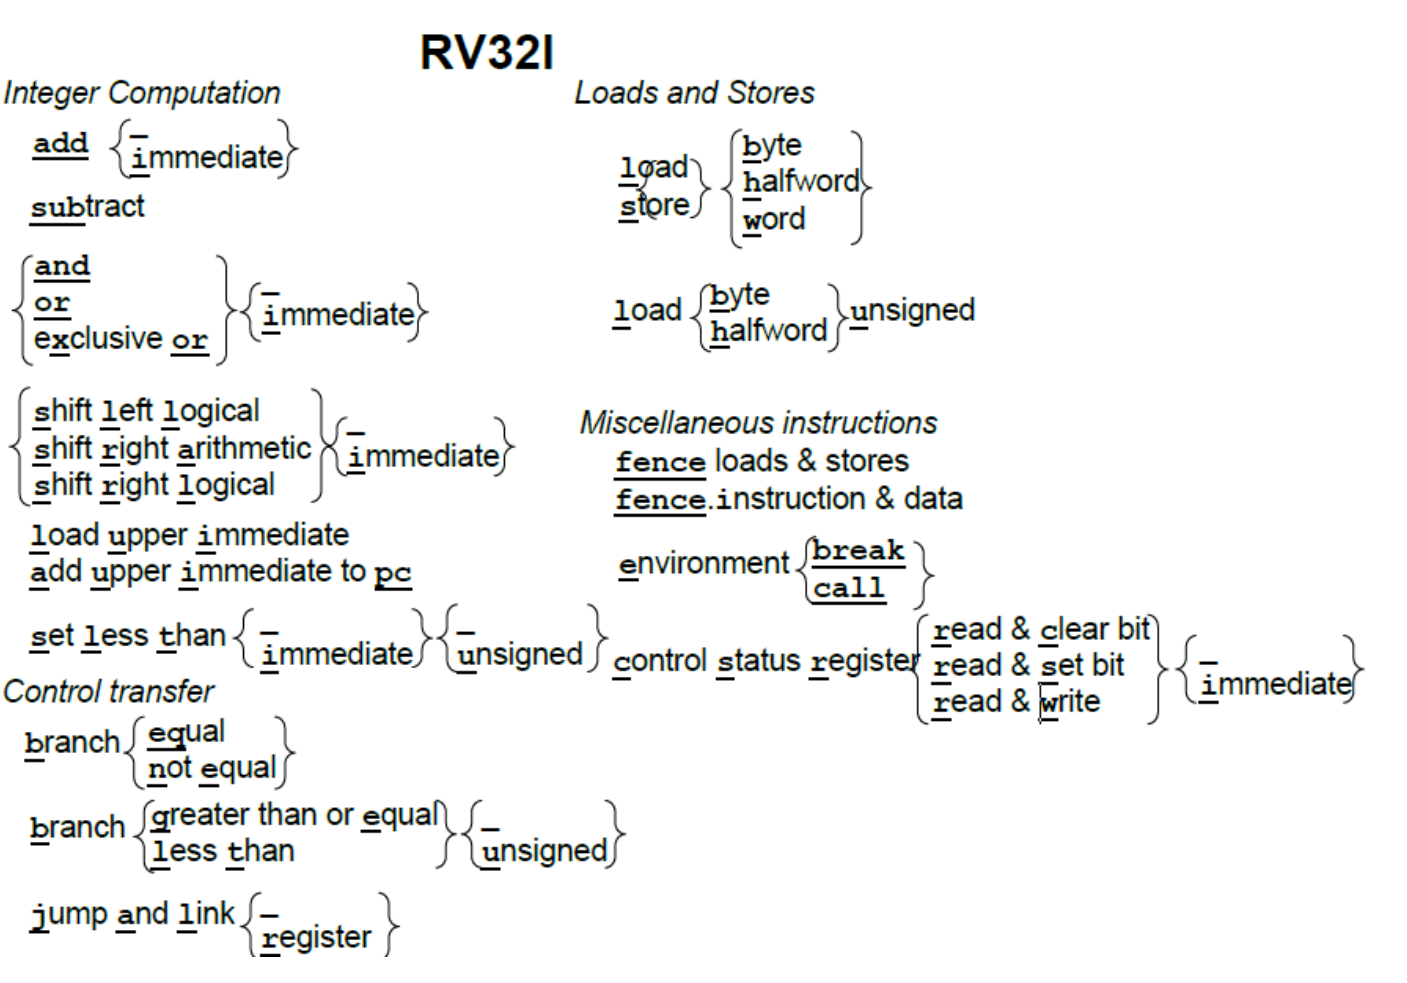 RV32I
Integer Computation
add { _
immediate }
subtract
{ and
or
exclusive or } { _
immediate }
{ shift left logical
shift right arithmetic
shift right logical } { _
immediate }
load upper immediate
add upper immediate to pc
set less than { _
immediate } { _
unsigned }
Control transfer
branch { equal
not equal }
branch { greater than or equal
less than } { _
unsigned }
jump and link { _
register }
Loads and Stores
{ load
store } { byte
halfword
word }
load { byte
halfword } unsigned
Miscellaneous instructions
fence loads & stores
fence.instruction & data
environment { break
call }
control status register { read & clear bit
read & set bit
read & write } { _
immediate }